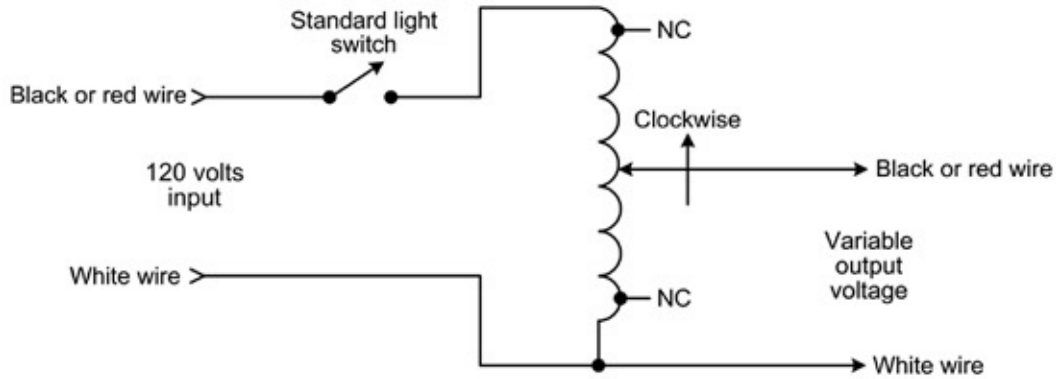 Standard light
switch
NC
Black or red wire
Clockwise
120 volts
input
Black or red wire
Variable
output
voltage
White wire
NC
White wire